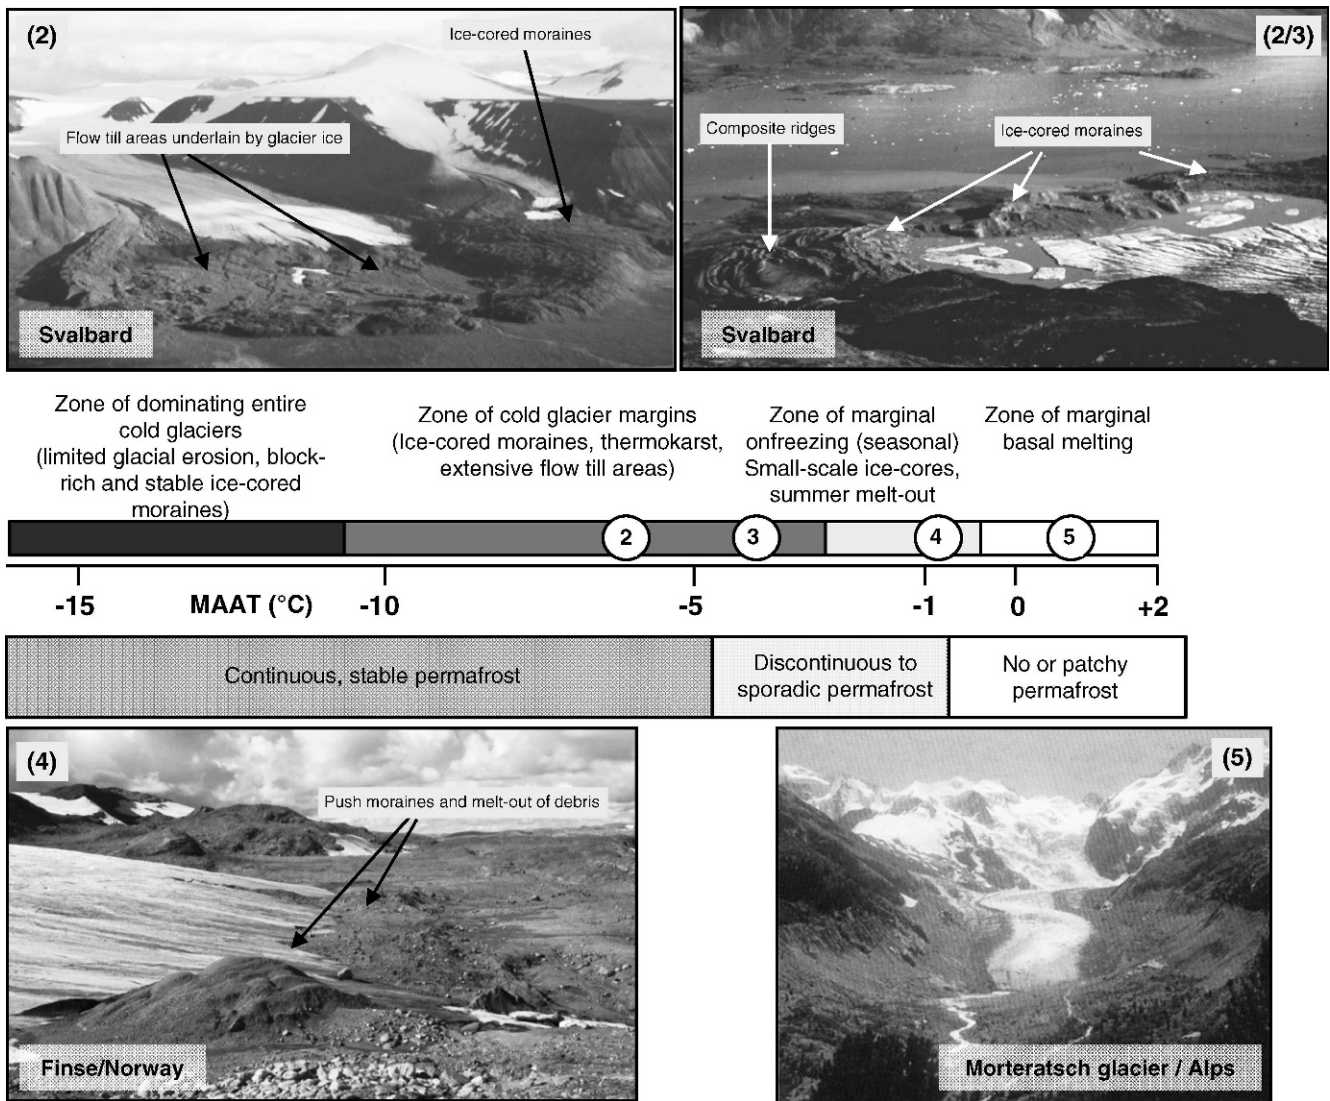 (2)
Ice-cored moraines
Flow till areas underlain by glacier ice
Svalbard
(2/3)
Composite ridges
Ice-cored moraines
Svalbard
Zone of dominating entire
cold glaciers
(limited glacial erosion, block-
rich and stable ice-cored
moraines)
Zone of cold glacier margins
(Ice-cored moraines, thermokarst,
extensive flow till areas)
Zone of marginal
onfreezing (seasonal)
Small-scale ice-cores,
summer melt-out
Zone of marginal
basal melting
2
3
4
5
-15
MAAT (°C)
-10
-5
-1
0
+2
Continuous, stable permafrost
Discontinuous to
sporadic permafrost
No or patchy
permafrost
(4)
Push moraines and melt-out of debris
Finse/Norway
(5)
Morteratsch glacier / Alps